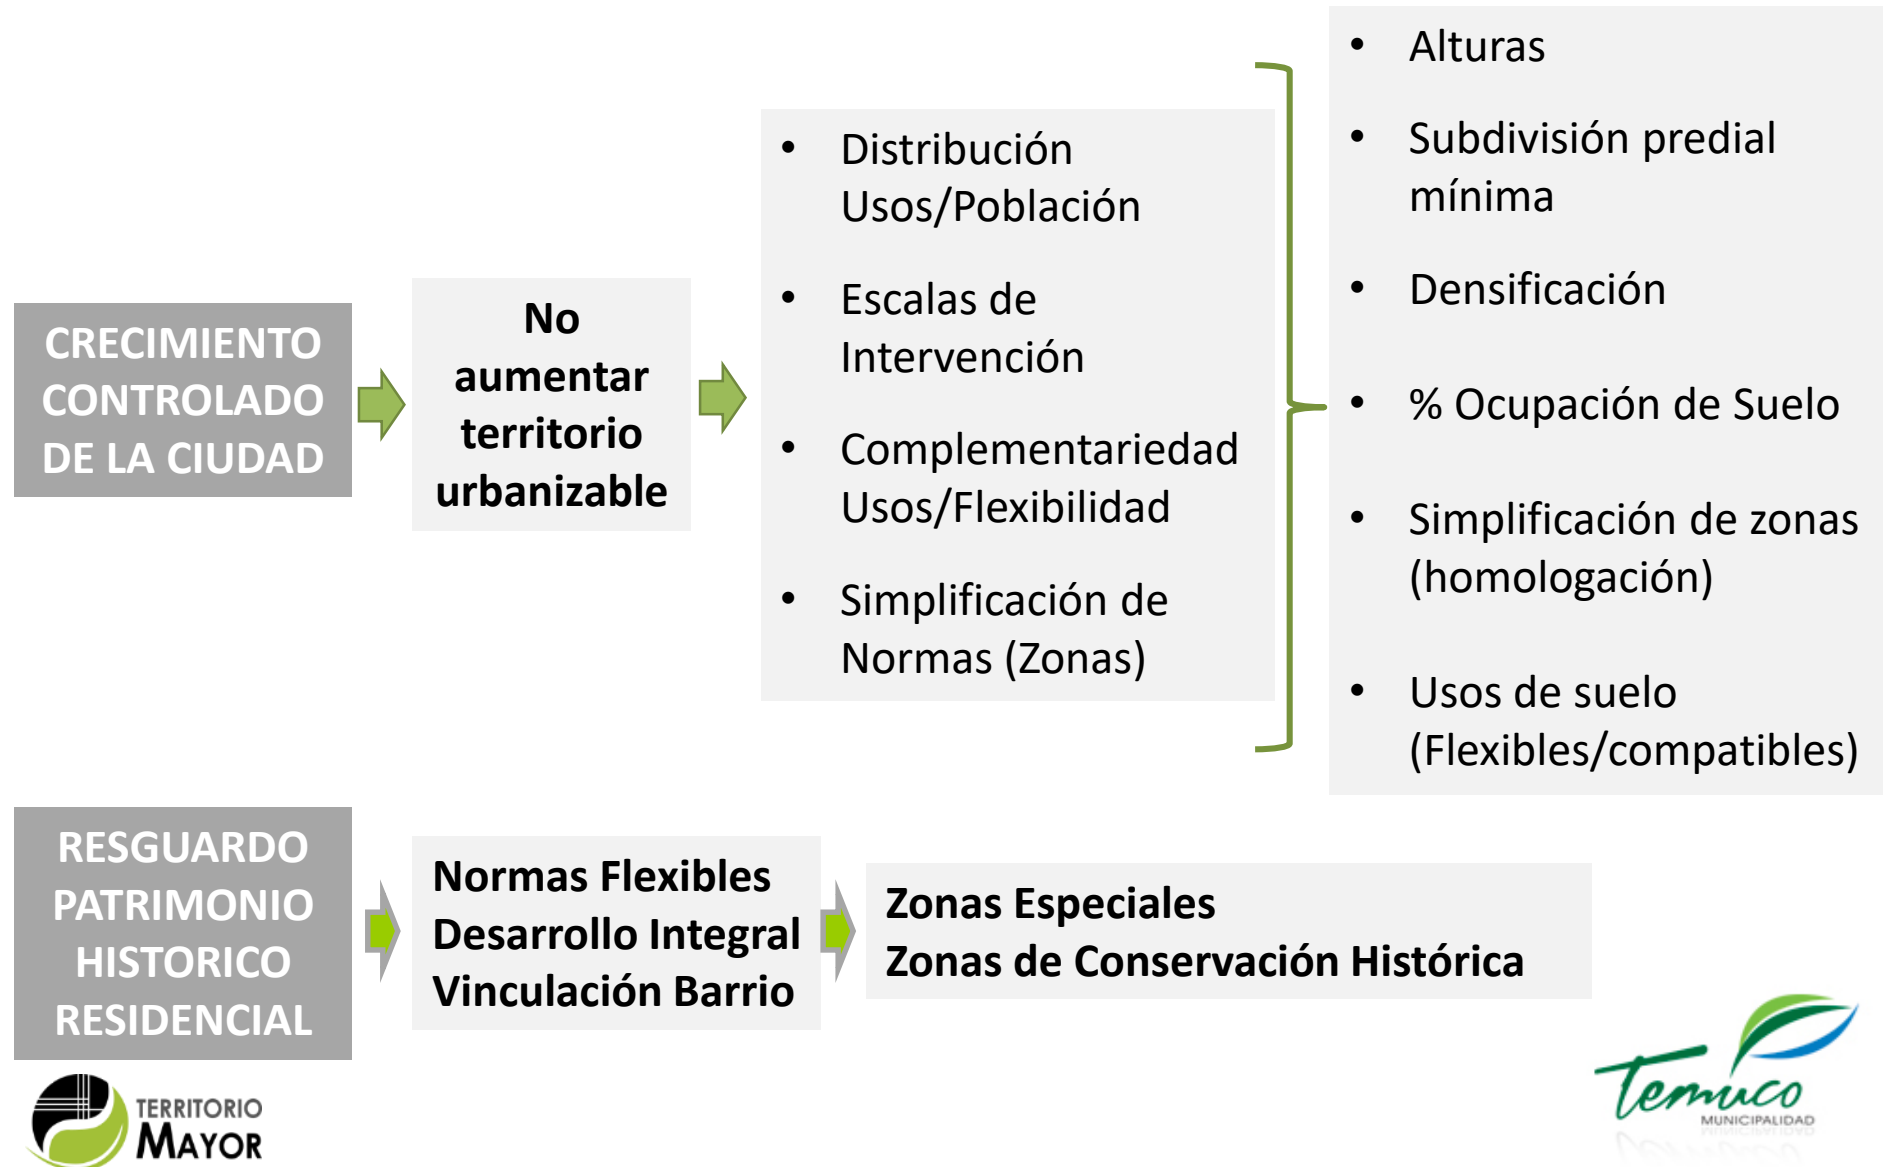 CRECIMIENTO
CONTROLADO
DE LA CIUDAD
No
aumentar
territorio
urbanizable
• Distribución
Usos/Población
• Escalas de
Intervención
• Complementariedad
Usos/Flexibilidad
• Simplificación de
Normas (Zonas)
• Alturas
• Subdivisión predial
mínima
• Densificación
• % Ocupación de Suelo
• Simplificación de zonas
(homologación)
• Usos de suelo
(Flexibles/compatibles)
RESGUARDO
PATRIMONIO
HISTORICO
RESIDENCIAL
Normas Flexibles
Desarrollo Integral
Vinculación Barrio
Zonas Especiales
Zonas de Conservación Histórica
TERRITORIO
MAYOR
Temuco
MUNICIPALIDAD